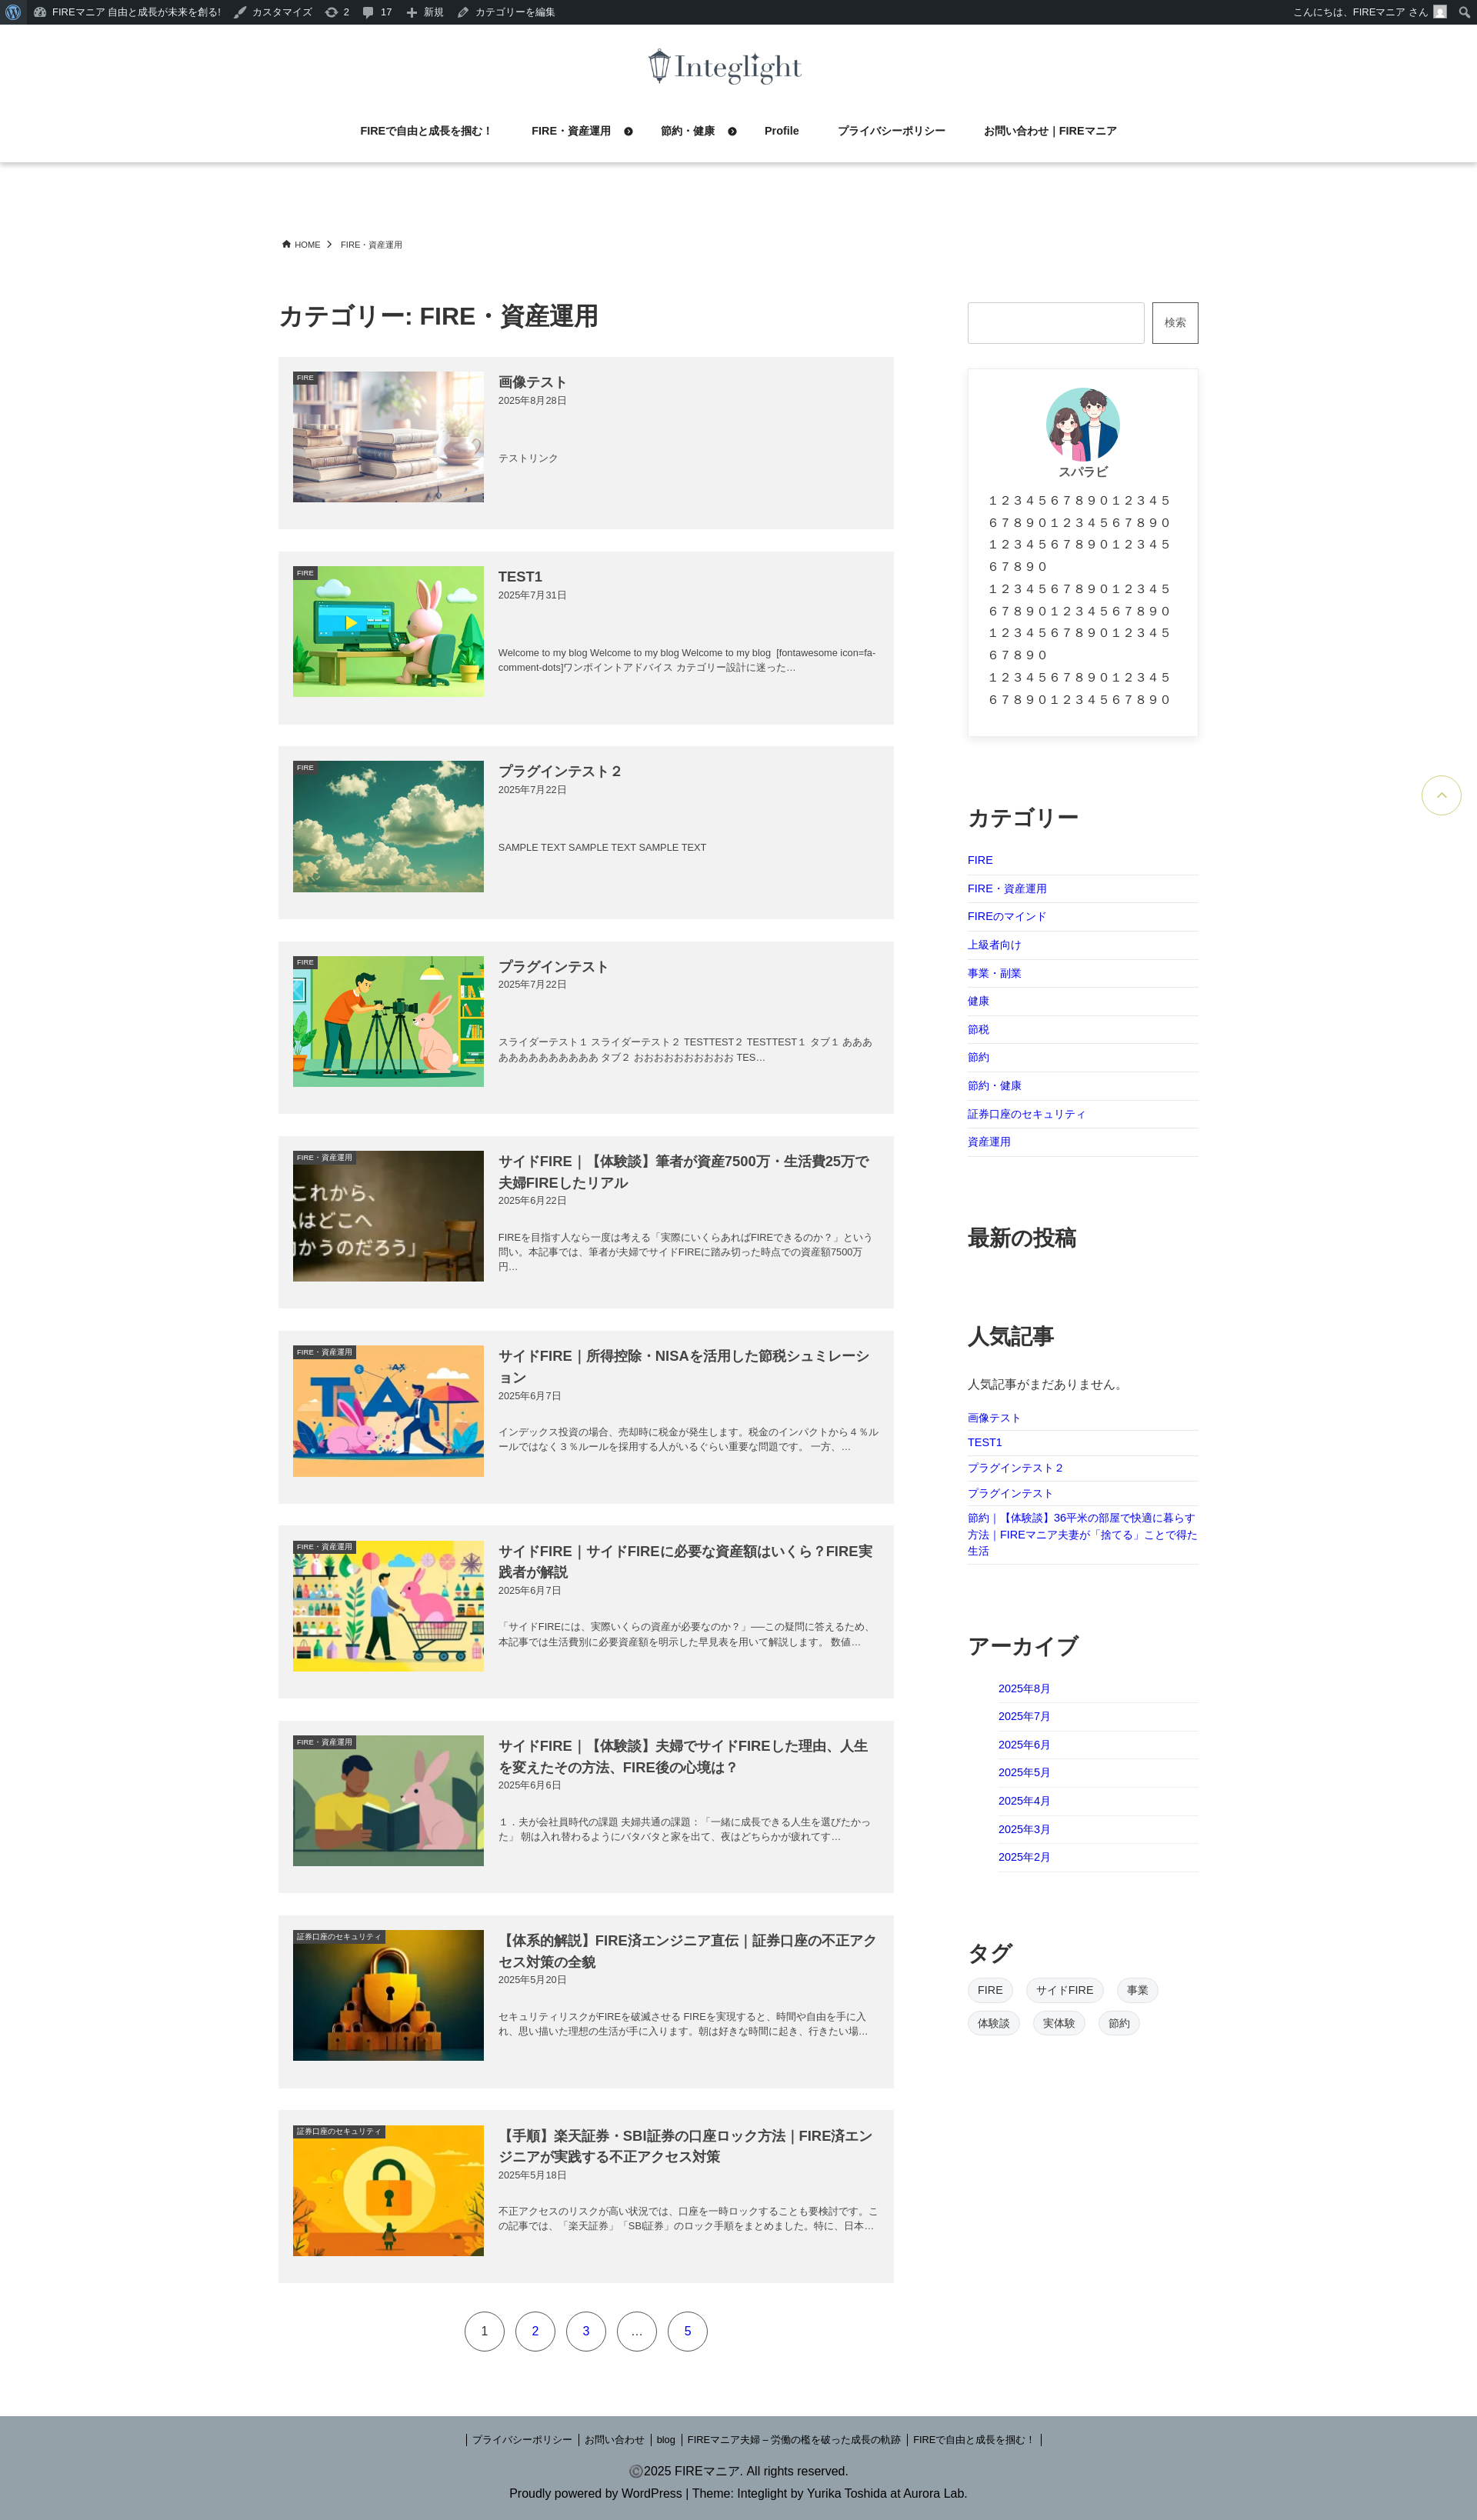 FIREマニア 自由と成長が未来を創る! カスタマイズ 2 17 新規 カテゴリーを編集 こんにちは、FIREマニア さん
Integlight
FIREで自由と成長を掴む！ FIRE・資産運用 節約・健康 Profile プライバシーポリシー お問い合わせ｜FIREマニア
HOME FIRE・資産運用
カテゴリー: FIRE・資産運用
FIRE
画像テスト
2025年8月28日
テストリンク
FIRE
TEST1
2025年7月31日
Welcome to my blog Welcome to my blog Welcome to my blog [fontawesome icon=fa-
comment-dots]ワンポイントアドバイス カテゴリー設計に迷った…
FIRE
プラグインテスト２
2025年7月22日
SAMPLE TEXT SAMPLE TEXT SAMPLE TEXT
FIRE
プラグインテスト
2025年7月22日
スライダーテスト１ スライダーテスト２ TESTTEST２ TESTTEST１ タブ１ あああ
ああああああああああ タブ２ おおおおおおおおおお TES…
FIRE・資産運用
これから、
はどこへ
かうのだろう」
サイドFIRE｜【体験談】筆者が資産7500万・生活費25万で
夫婦FIREしたリアル
2025年6月22日
FIREを目指す人なら一度は考える「実際にいくらあればFIREできるのか？」という
問い。本記事では、筆者が夫婦でサイドFIREに踏み切った時点での資産額7500万
円…
FIRE・資産運用
TA
サイドFIRE｜所得控除・NISAを活用した節税シュミレーシ
ョン
2025年6月7日
インデックス投資の場合、売却時に税金が発生します。税金のインパクトから４％ル
ールではなく３％ルールを採用する人がいるぐらい重要な問題です。 一方、…
FIRE・資産運用
サイドFIRE｜サイドFIREに必要な資産額はいくら？FIRE実
践者が解説
2025年6月7日
「サイドFIREには、実際いくらの資産が必要なのか？」──この疑問に答えるため、
本記事では生活費別に必要資産額を明示した早見表を用いて解説します。 数値…
FIRE・資産運用
サイドFIRE｜【体験談】夫婦でサイドFIREした理由、人生
を変えたその方法、FIRE後の心境は？
2025年6月6日
１．夫が会社員時代の課題 夫婦共通の課題：「一緒に成長できる人生を選びたかっ
た」 朝は入れ替わるようにバタバタと家を出て、夜はどちらかが疲れてす…
証券口座のセキュリティ
【体系的解説】FIRE済エンジニア直伝｜証券口座の不正アク
セス対策の全貌
2025年5月20日
セキュリティリスクがFIREを破滅させる FIREを実現すると、時間や自由を手に入
れ、思い描いた理想の生活が手に入ります。朝は好きな時間に起き、行きたい場…
証券口座のセキュリティ
【手順】楽天証券・SBI証券の口座ロック方法｜FIRE済エン
ジニアが実践する不正アクセス対策
2025年5月18日
不正アクセスのリスクが高い状況では、口座を一時ロックすることも要検討です。こ
の記事では、「楽天証券」「SBI証券」のロック手順をまとめました。特に、日本…
1 2 3 … 5
検索
スパラビ
１２３４５６７８９０１２３４５
６７８９０１２３４５６７８９０
１２３４５６７８９０１２３４５
６７８９０
１２３４５６７８９０１２３４５
６７８９０１２３４５６７８９０
１２３４５６７８９０１２３４５
６７８９０
１２３４５６７８９０１２３４５
６７８９０１２３４５６７８９０
カテゴリー
FIRE
FIRE・資産運用
FIREのマインド
上級者向け
事業・副業
健康
節税
節約
節約・健康
証券口座のセキュリティ
資産運用
最新の投稿
人気記事
人気記事がまだありません。
画像テスト
TEST1
プラグインテスト２
プラグインテスト
節約｜【体験談】36平米の部屋で快適に暮らす
方法｜FIREマニア夫妻が「捨てる」ことで得た
生活
アーカイブ
2025年8月
2025年7月
2025年6月
2025年5月
2025年4月
2025年3月
2025年2月
タグ
FIRE サイドFIRE 事業
体験談 実体験 節約
プライバシーポリシー お問い合わせ blog FIREマニア夫婦 – 労働の檻を破った成長の軌跡 FIREで自由と成長を掴む！
©2025 FIREマニア. All rights reserved.
Proudly powered by WordPress | Theme: Integlight by Yurika Toshida at Aurora Lab.